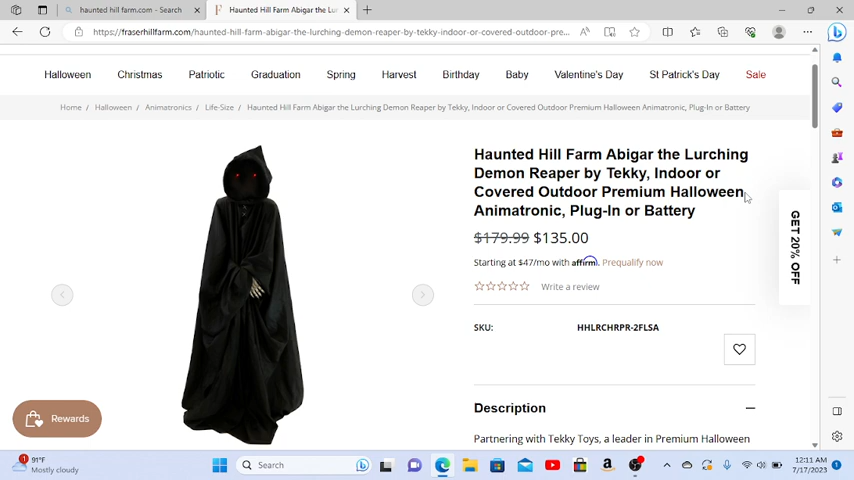 haunted hill farm.com - Search
Haunted Hill Farm Abigar the Lur
https://fraserhillfarm.com/haunted-hill-farm-abigar-the-lurching-demon-reaper-by-tekky-indoor-or-covered-outdoor-pre...
Halloween Christmas Patriotic Graduation Spring Harvest Birthday Baby Valentine's Day St Patrick's Day Sale
Home / Halloween / Animatronics / Life-Size / Haunted Hill Farm Abigar the Lurching Demon Reaper by Tekky, Indoor or Covered Outdoor Premium Halloween Animatronic, Plug-In or Battery
Haunted Hill Farm Abigar the Lurching
Demon Reaper by Tekky, Indoor or
Covered Outdoor Premium Halloween
Animatronic, Plug-In or Battery
$179.99 $135.00
Starting at $47/mo with affirm. Prequalify now
Write a review
GET 20% OFF
SKU: HHLRCHRPR-2FLSA
Rewards
Description
Partnering with Tekky Toys, a leader in Premium Halloween
1
91°F
Mostly cloudy
Search
12:11 AM
7/17/2023